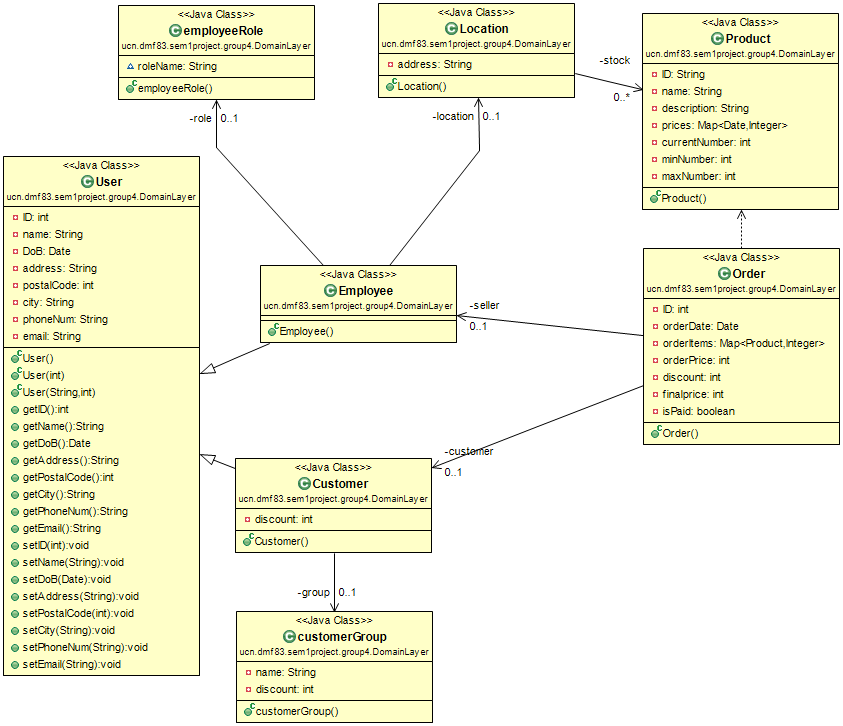 <<Java Class>>
employeeRole
ucn.dmf83.sem1project.group4.DomainLayer
roleName: String
employeeRole()
<<Java Class>>
Location
ucn.dmf83.sem1project.group4.DomainLayer
address: String
Location()
-stock
0..*
<<Java Class>>
Product
ucn.dmf83.sem1project.group4.DomainLayer
ID: String
name: String
description: String
prices: Map<Date,Integer>
currentNumber: int
minNumber: int
maxNumber: int
Product()
-role
0..1
-location
0..1
<<Java Class>>
User
ucn.dmf83.sem1project.group4.DomainLayer
ID: int
name: String
DoB: Date
address: String
postalCode: int
city: String
phoneNum: String
email: String
User()
User(int)
User(String,int)
getID():int
getName():String
getDoB():Date
getAddress():String
getPostalCode():int
getCity():String
getPhoneNum():String
getEmail():String
setID(int):void
setName(String):void
setDoB(Date):void
setAddress(String):void
setPostalCode(int):void
setCity(String):void
setPhoneNum(String):void
setEmail(String):void
<<Java Class>>
Employee
ucn.dmf83.sem1project.group4.DomainLayer
Employee()
-seller
0..1
<<Java Class>>
Order
ucn.dmf83.sem1project.group4.DomainLayer
ID: int
orderDate: Date
orderItems: Map<Product,Integer>
orderPrice: int
discount: int
finalprice: int
isPaid: boolean
Order()
-customer
0..1
<<Java Class>>
Customer
ucn.dmf83.sem1project.group4.DomainLayer
discount: int
Customer()
-group
0..1
<<Java Class>>
customerGroup
ucn.dmf83.sem1project.group4.DomainLayer
name: String
discount: int
customerGroup()